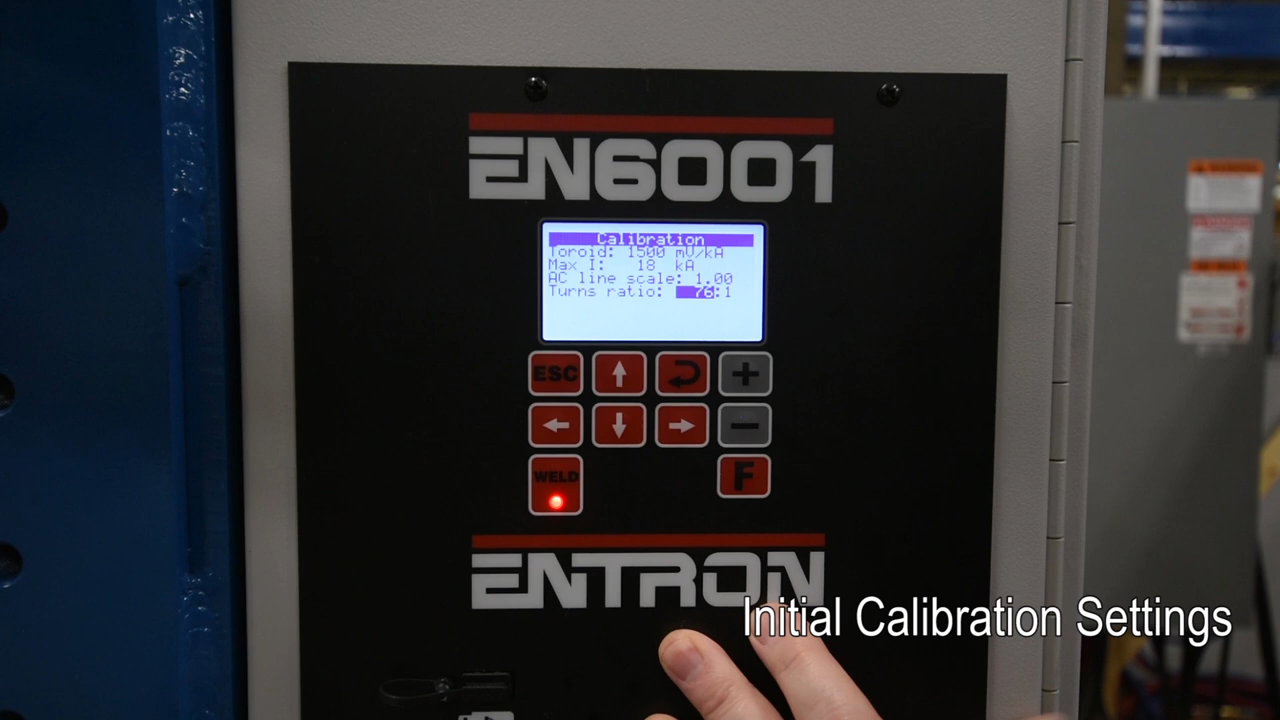 EN6001
Calibration
Toroid: 1500 mV/kA
Max I: 18 kA
AC line scale: 1.00
Turns ratio: 76:1
ESC
+
-
WELD
F
ENTRON
Initial Calibration Settings